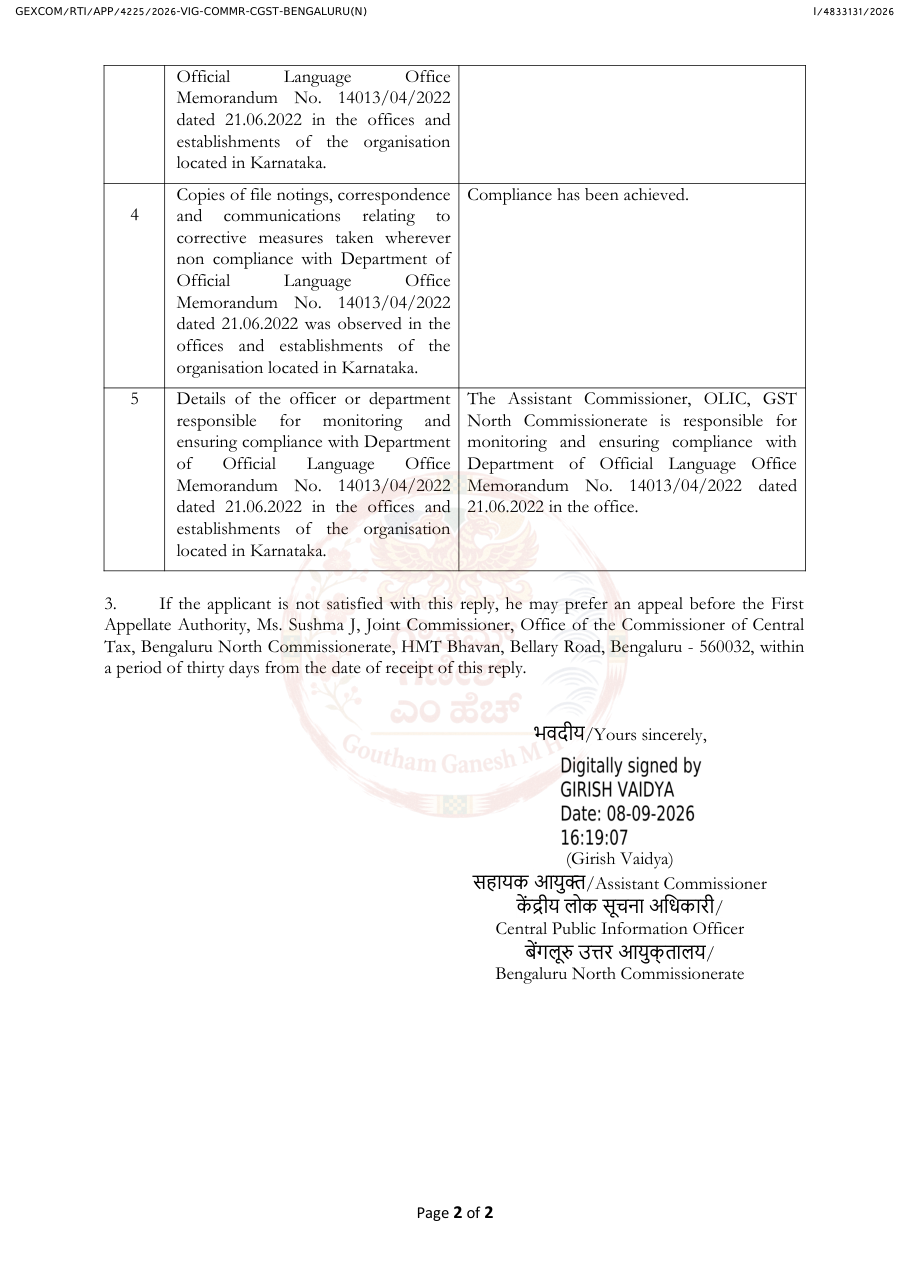 GEXCOM/RTI/APP/4225/2026-VIG-COMMR-CGST-BENGALURU(N)
I/4833131/2026
Official Language Office
Memorandum No. 14013/04/2022
dated 21.06.2022 in the offices and
establishments of the organisation
located in Karnataka.
4
Copies of file notings, correspondence
and communications relating to
corrective measures taken wherever
non compliance with Department of
Official Language Office
Memorandum No. 14013/04/2022
dated 21.06.2022 was observed in the
offices and establishments of the
organisation located in Karnataka.
Compliance has been achieved.
5
Details of the officer or department
responsible for monitoring and
ensuring compliance with Department
of Official Language Office
Memorandum No. 14013/04/2022
dated 21.06.2022 in the offices and
establishments of the organisation
located in Karnataka.
The Assistant Commissioner, OLIC, GST
North Commissionerate is responsible for
monitoring and ensuring compliance with
Department of Official Language Office
Memorandum No. 14013/04/2022 dated
21.06.2022 in the office.
3. If the applicant is not satisfied with this reply, he may prefer an appeal before the First
Appellate Authority, Ms. Sushma J, Joint Commissioner, Office of the Commissioner of Central
Tax, Bengaluru North Commissionerate, HMT Bhavan, Bellary Road, Bengaluru - 560032, within
a period of thirty days from the date of receipt of this reply.
ಗೌತಮ್
ಗಣೇಶ್
ಎಂ ಹೆಚ್
Goutham Ganesh M H
भवदीय/Yours sincerely,
Digitally signed by
GIRISH VAIDYA
Date: 08-09-2026
16:19:07
(Girish Vaidya)
सहायक आयुक्त/Assistant Commissioner
केंद्रीय लोक सूचना अधिकारी/
Central Public Information Officer
बेंगलूरु उत्तर आयुक्‌तालय/
Bengaluru North Commissionerate
Page 2 of 2